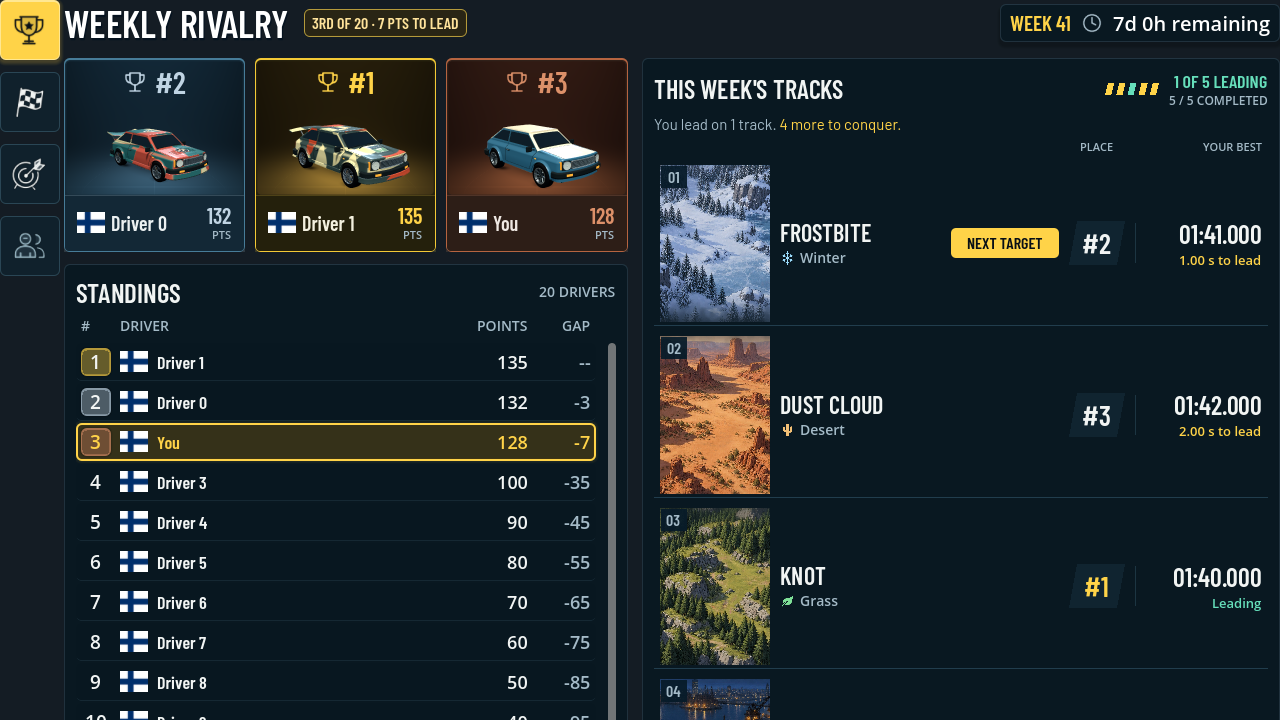 WEEKLY RIVALRY
3RD OF 20 · 7 PTS TO LEAD
WEEK 41
7d 0h remaining
#2
Driver 0
132
PTS
#1
Driver 1
135
PTS
#3
You
128
PTS
STANDINGS
20 DRIVERS
# DRIVER POINTS GAP
1 Driver 1 135 --
2 Driver 0 132 -3
3 You 128 -7
4 Driver 3 100 -35
5 Driver 4 90 -45
6 Driver 5 80 -55
7 Driver 6 70 -65
8 Driver 7 60 -75
9 Driver 8 50 -85
THIS WEEK'S TRACKS
1 OF 5 LEADING
5 / 5 COMPLETED
You lead on 1 track. 4 more to conquer.
PLACE YOUR BEST
01
FROSTBITE
Winter
NEXT TARGET
#2
01:41.000
1.00 s to lead
02
DUST CLOUD
Desert
#3
01:42.000
2.00 s to lead
03
KNOT
Grass
#1
01:40.000
Leading
04